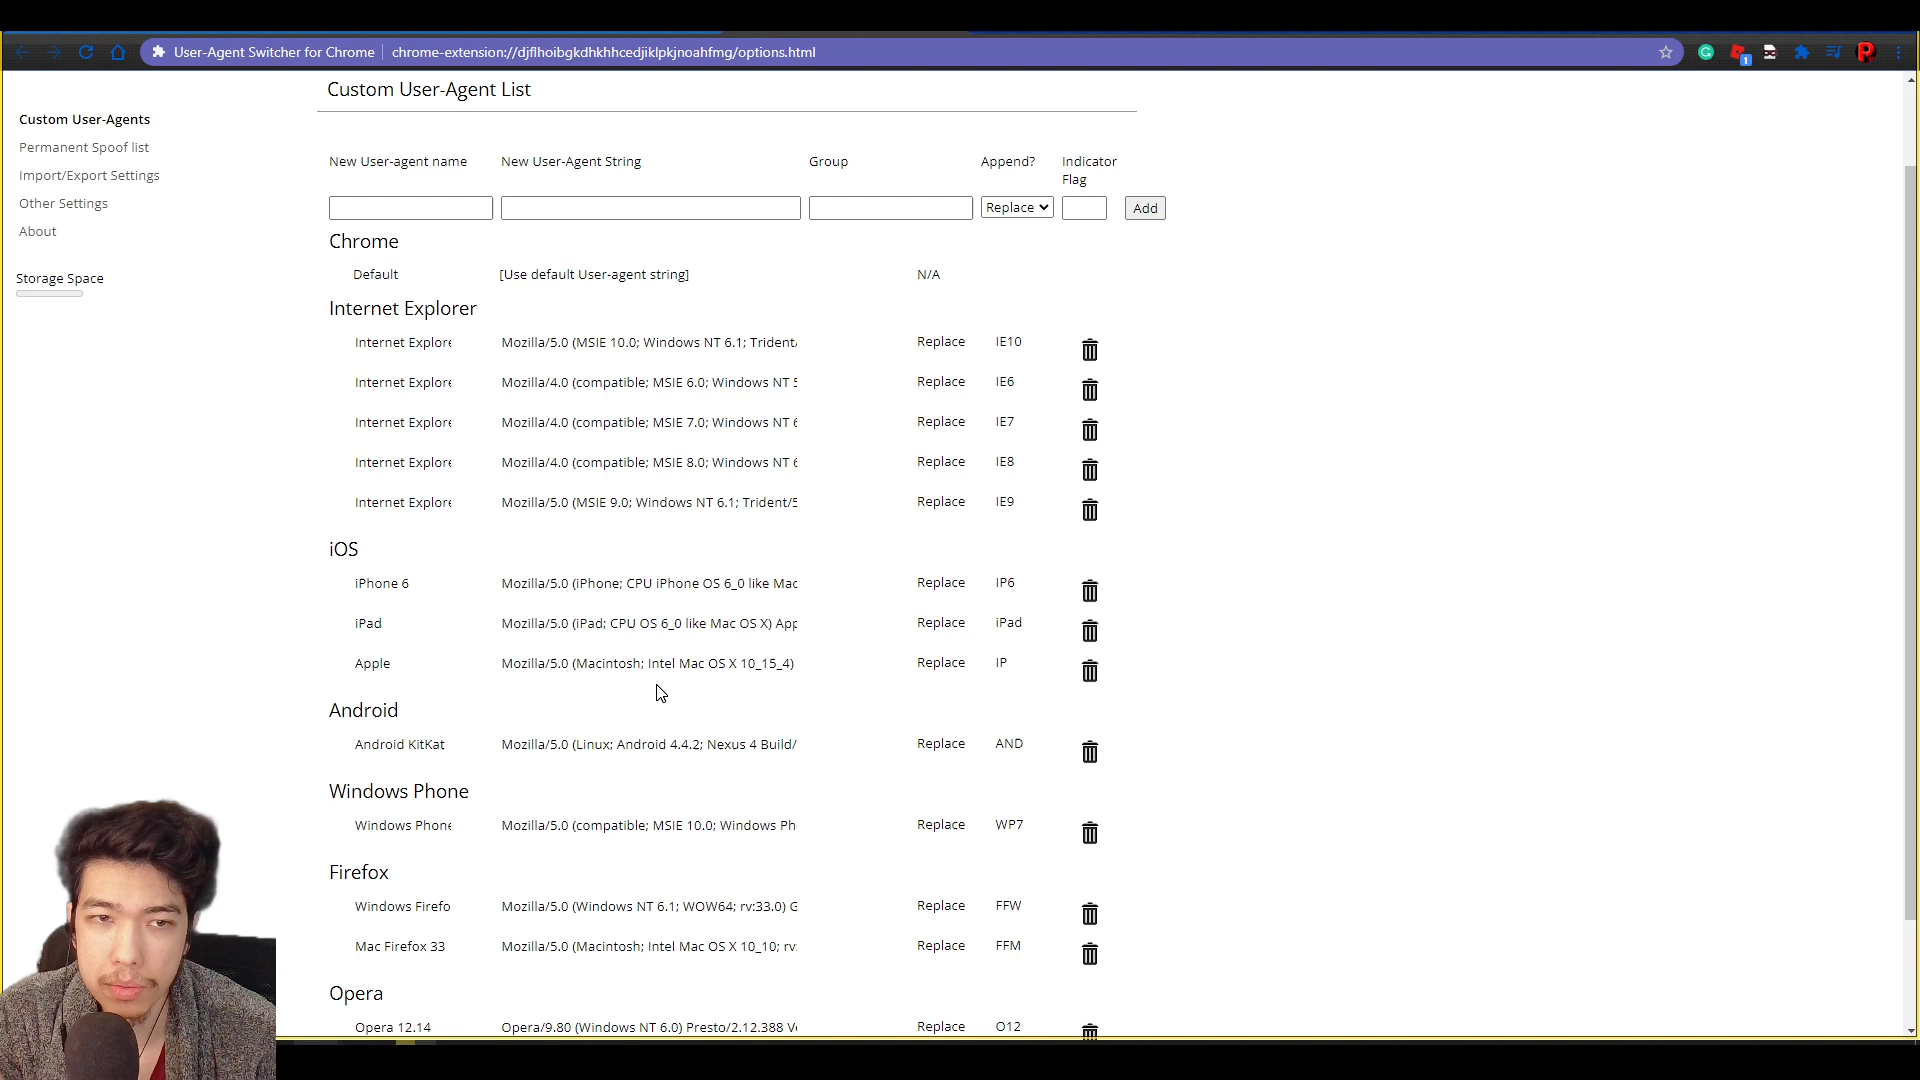 User-Agent Switcher for Chrome | chrome-extension://djflhoibgkdhkhhcedjiklpkjnoahfmg/options.html
1
Custom User-Agents
Permanent Spoof list
Import/Export Settings
Other Settings
About
Storage Space
Custom User-Agent List
New User-agent name New User-Agent String Group Append? Indicator Flag
Replace Add
Chrome
Default [Use default User-agent string] N/A
Internet Explorer
Internet Explore Mozilla/5.0 (MSIE 10.0; Windows NT 6.1; Trident/ Replace IE10
Internet Explore Mozilla/4.0 (compatible; MSIE 6.0; Windows NT 5 Replace IE6
Internet Explore Mozilla/4.0 (compatible; MSIE 7.0; Windows NT 6 Replace IE7
Internet Explore Mozilla/4.0 (compatible; MSIE 8.0; Windows NT 6 Replace IE8
Internet Explore Mozilla/5.0 (MSIE 9.0; Windows NT 6.1; Trident/5 Replace IE9
iOS
iPhone 6 Mozilla/5.0 (iPhone; CPU iPhone OS 6_0 like Mac Replace IP6
iPad Mozilla/5.0 (iPad; CPU OS 6_0 like Mac OS X) App Replace iPad
Apple Mozilla/5.0 (Macintosh; Intel Mac OS X 10_15_4) Replace IP
Android
Android KitKat Mozilla/5.0 (Linux; Android 4.4.2; Nexus 4 Build/ Replace AND
Windows Phone
Windows Phone Mozilla/5.0 (compatible; MSIE 10.0; Windows Ph Replace WP7
Firefox
Windows Firefo Mozilla/5.0 (Windows NT 6.1; WOW64; rv:33.0) G Replace FFW
Mac Firefox 33 Mozilla/5.0 (Macintosh; Intel Mac OS X 10_10; rv: Replace FFM
Opera
Opera 12.14 Opera/9.80 (Windows NT 6.0) Presto/2.12.388 Ve Replace O12